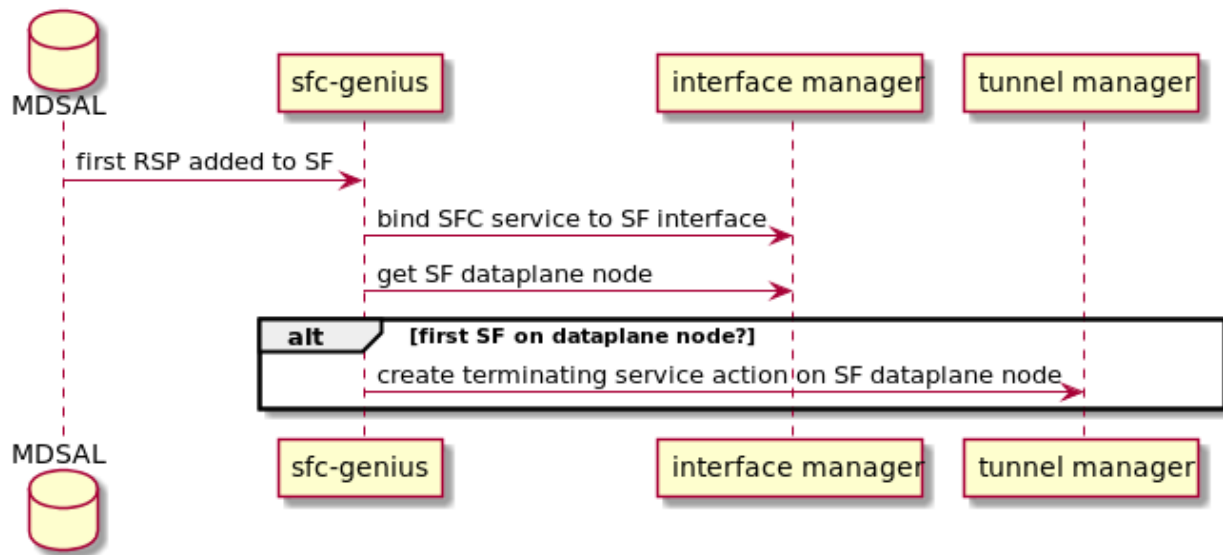 MDSAL
sfc-genius
interface manager
tunnel manager
first RSP added to SF
bind SFC service to SF interface
get SF dataplane node
alt
[first SF on dataplane node?]
create terminating service action on SF dataplane node
MDSAL
sfc-genius
interface manager
tunnel manager